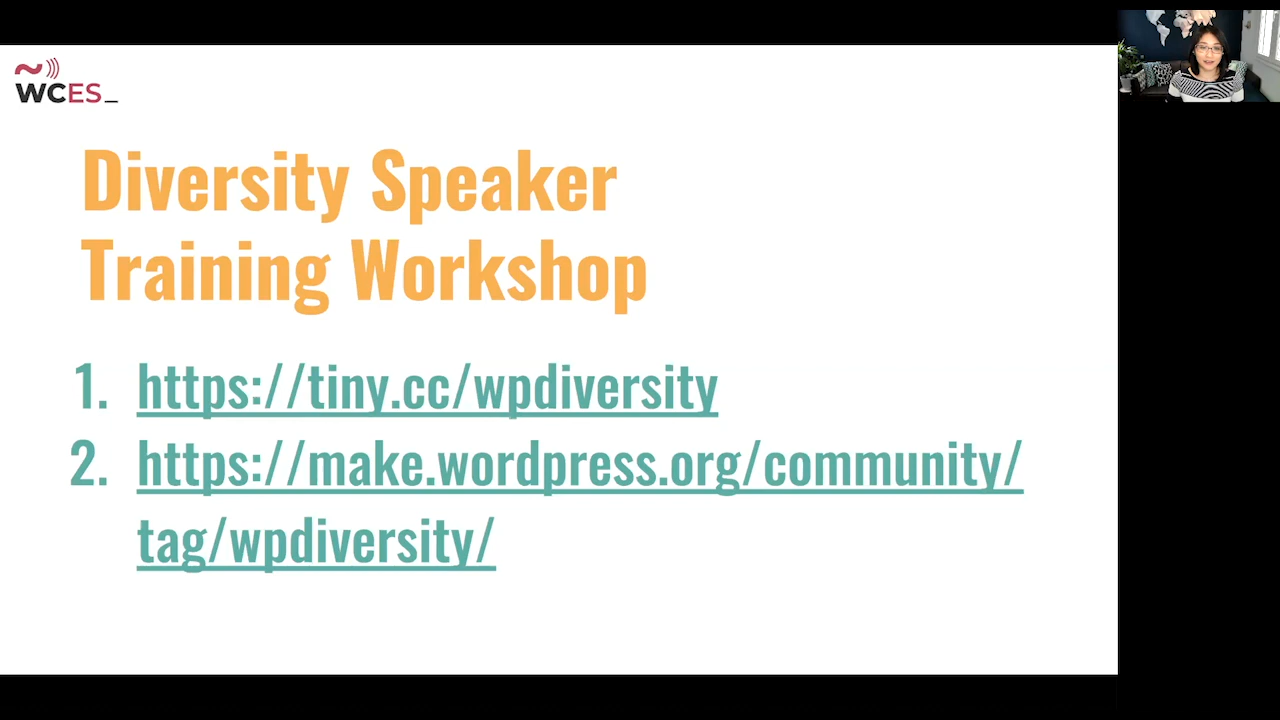 WCES_
Diversity Speaker
Training Workshop
1. https://tiny.cc/wpdiversity
2. https://make.wordpress.org/community/
tag/wpdiversity/